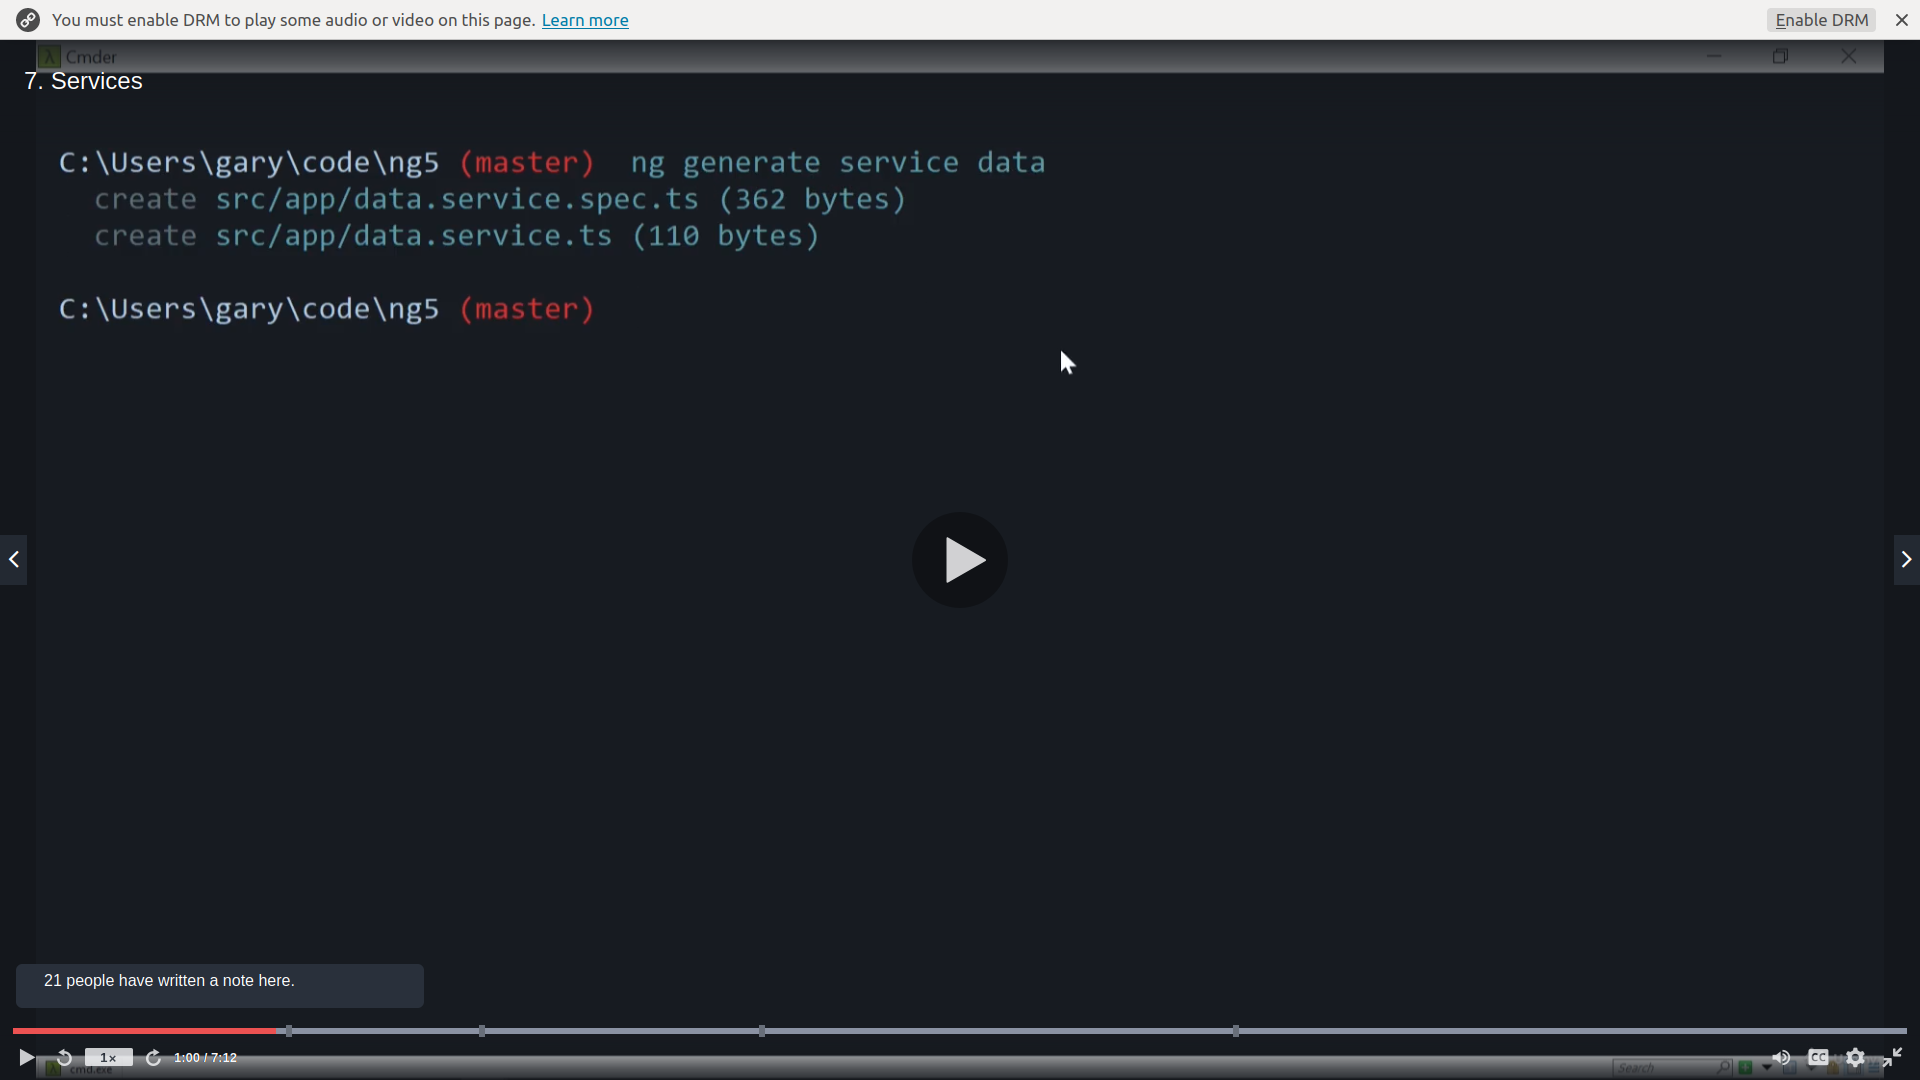 You must enable DRM to play some audio or video on this page. Learn more
Enable DRM
λ Cmder
7. Services
C:\Users\gary\code\ng5 (master) ng generate service data
create src/app/data.service.spec.ts (362 bytes)
create src/app/data.service.ts (110 bytes)
C:\Users\gary\code\ng5 (master)
21 people have written a note here.
1×
1:00 / 7:12
CC
λ cmd.exe
Search